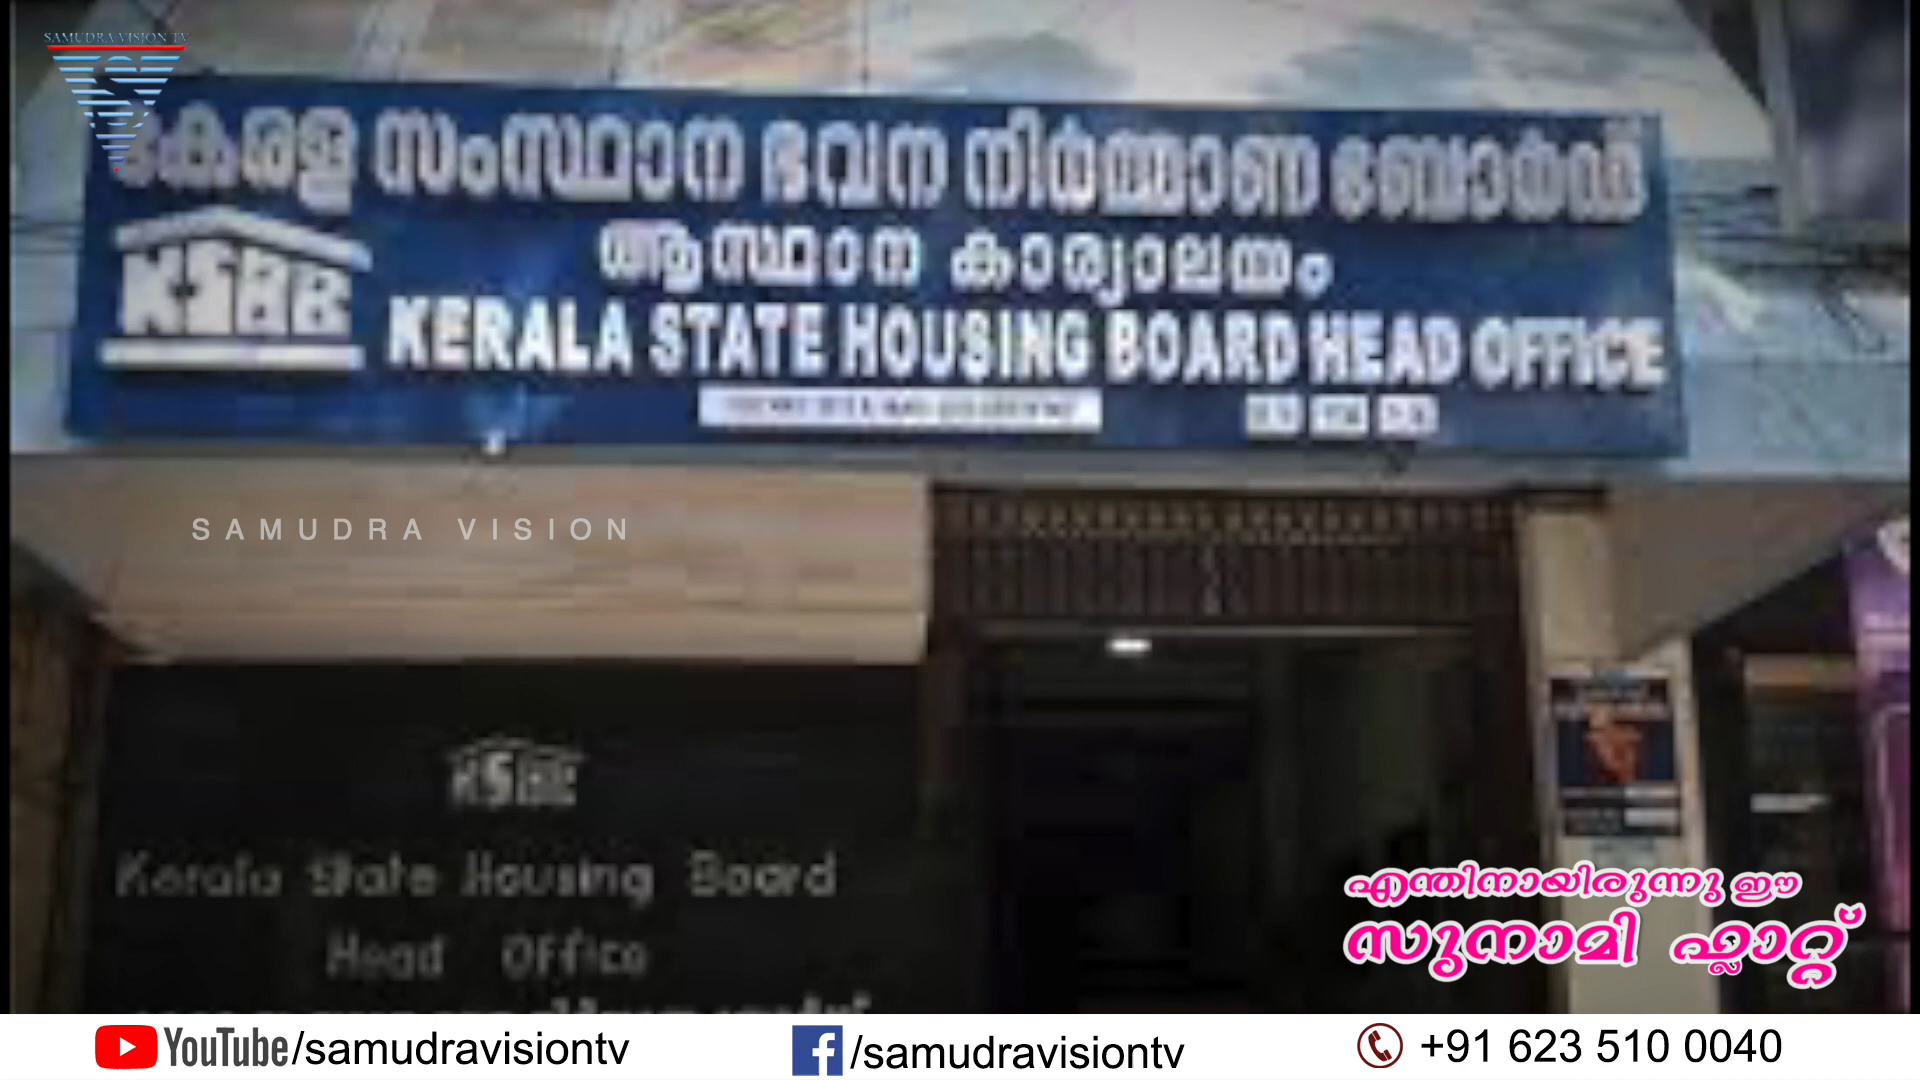 SAMUDRA VISION TV
കേരള സംസ്ഥാന ഭവന നിർമ്മാണ ബോർഡ്
ആസ്ഥാന കാര്യാലയം
KSHB
KERALA STATE HOUSING BOARD HEAD OFFICE
SAMUDRA VISION
KSHB
Kerala State Housing Board
Head Office
എന്തിനായിരുന്നു ഈ
സുനാമി ഫ്ലാറ്റ്
YouTube/samudravisiontv
/samudravisiontv
+91 623 510 0040